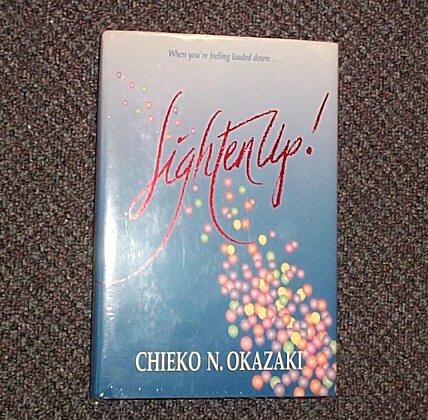 When you're feeling loaded down . . .
Lighten Up!
CHIEKO N. OKAZAKI